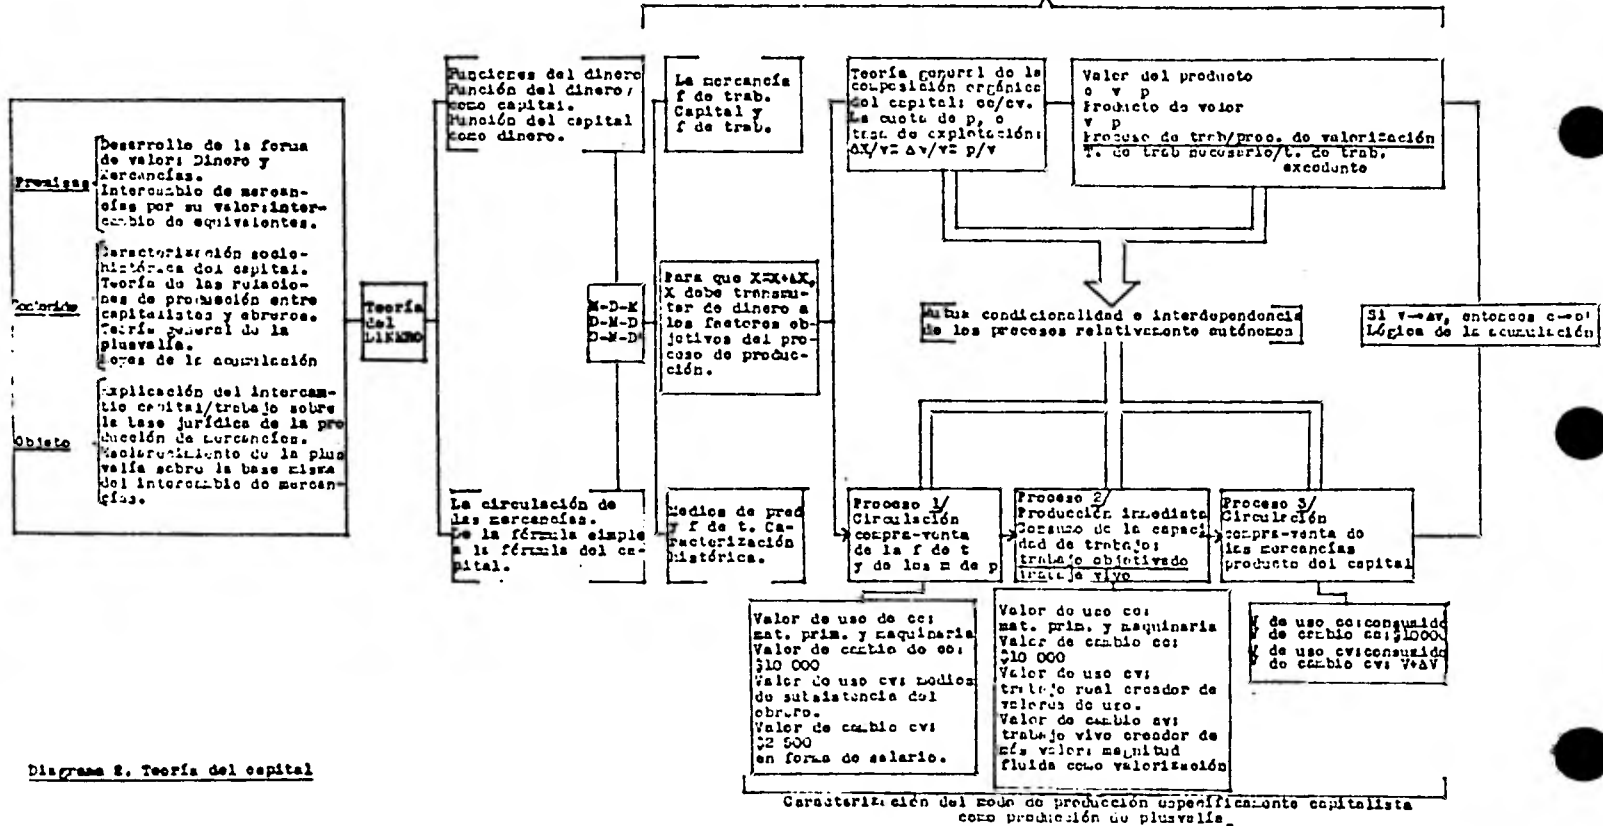 Premisas
Desarrollo de la forma
de valor: Dinero y
Mercancías.
Intercambio de mercan-
cías por su valor:inter-
cambio de equivalentes.
Contenido
Caracterización socio-
histórica del capital.
Teoría de las relacio-
nes de producción entre
capitalistas y obreros.
Teoría general de la
plusvalía.
Leyes de la acumulación
Objeto
Explicación del intercam-
bio capital/trabajo sobre
la base jurídica de la pro
ducción de mercancías.
Esclarecimiento de la plus
valía sobre la base misma
del intercambio de mercan-
cías.
Teoría
del
DINERO
Funciones del dinero
Función del dinero
como capital.
Función del capital
como dinero.
M-D-M
D-M-D
D-M-D'
La circulación de
las mercancías.
De la fórmula simple
a la fórmula del ca-
pital.
La mercancía
f de trab.
Capital y
f de trab.
Para que X=X+ΔX,
X debe transmu-
tar de dinero a
los factores ob-
jetivos del pro-
ceso de produc-
ción.
Medios de prod
y f de t. Ca-
racterización
histórica.
Teoría general de la
composición orgánica
del capital: cc/cv.
La cuota de p, o
tasa de explotación:
ΔX/v= Δv/v= p/v
Valor del producto
c v p
Producto de valor
v p
Proceso de trab/proc. de valorización
T. de trab necesario/t. de trab.
excedente
Mutua condicionalidad e interdependencia
de los procesos relativamente autónomos
Si v→Δv, entonces c→c'
Lógica de la acumulación
Proceso 1/
Circulación
compra-venta
de la f de t
y de los m de p
Proceso 2/
Producción inmediata
Consumo de la capaci
dad de trabajo:
trabajo objetivado
trabajo vivo
Proceso 3/
Circulación
compra-venta de
las mercancías
producto del capital
Valor de uso de cc:
mat. prim. y maquinaria
Valor de cambio de cc:
$10 000
Valor de uso cv: medios
de subsistencia del
obrero.
Valor de cambio cv:
$2 500
en forma de salario.
Valor de uso cc:
mat. prim. y maquinaria
Valor de cambio cc:
$10 000
Valor de uso cv:
trabajo real creador de
valores de uso.
Valor de cambio cv:
trabajo vivo creador de
más valor: magnitud
fluida como valorización
V de uso cc:consumido
V de cambio cc:$10000
V de uso cv:consumido
V de cambio cv: V+ΔV
Diagrama 2. Teoría del capital
Caracterización del modo de producción específicamente capitalista
como producción de plusvalía.